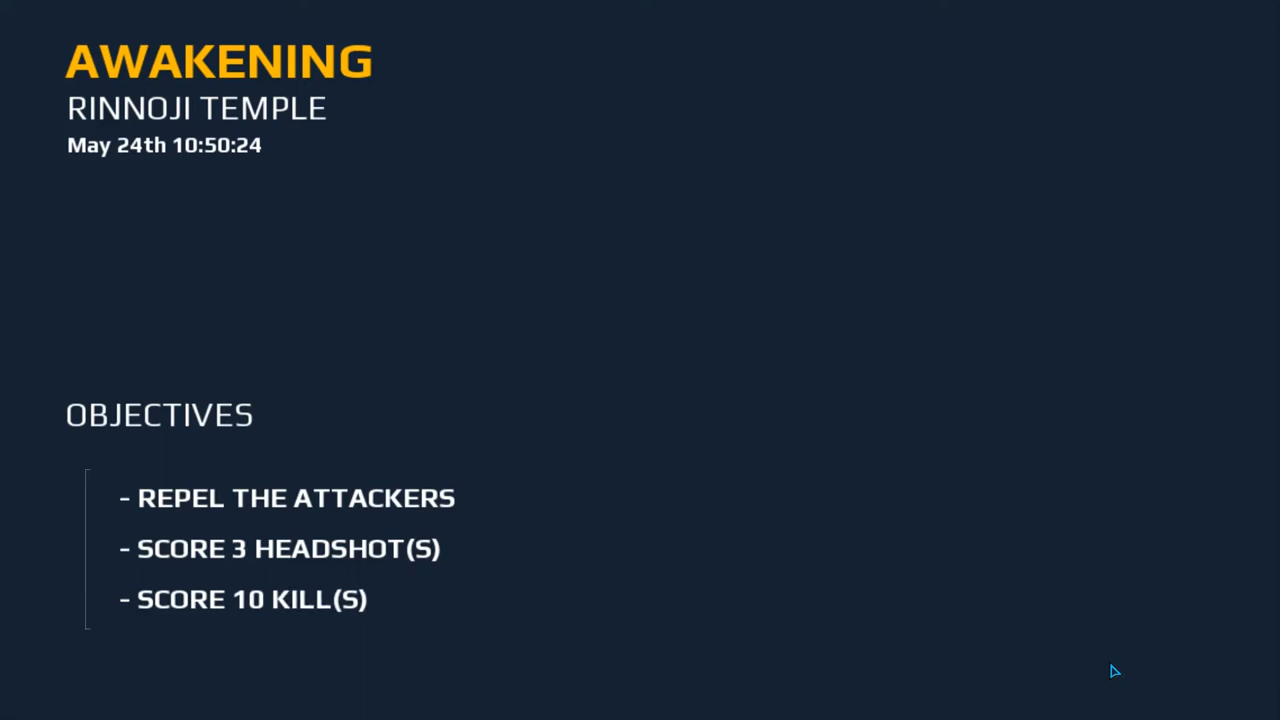 AWAKENING
RINNOJI TEMPLE
May 24th 10:50:24
OBJECTIVES
- REPEL THE ATTACKERS
- SCORE 3 HEADSHOT(S)
- SCORE 10 KILL(S)